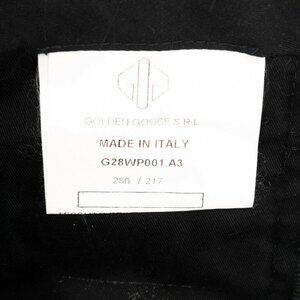 GOLDEN GOOSE S.R.L
MADE IN ITALY
G28WP001.A3
280 / 217